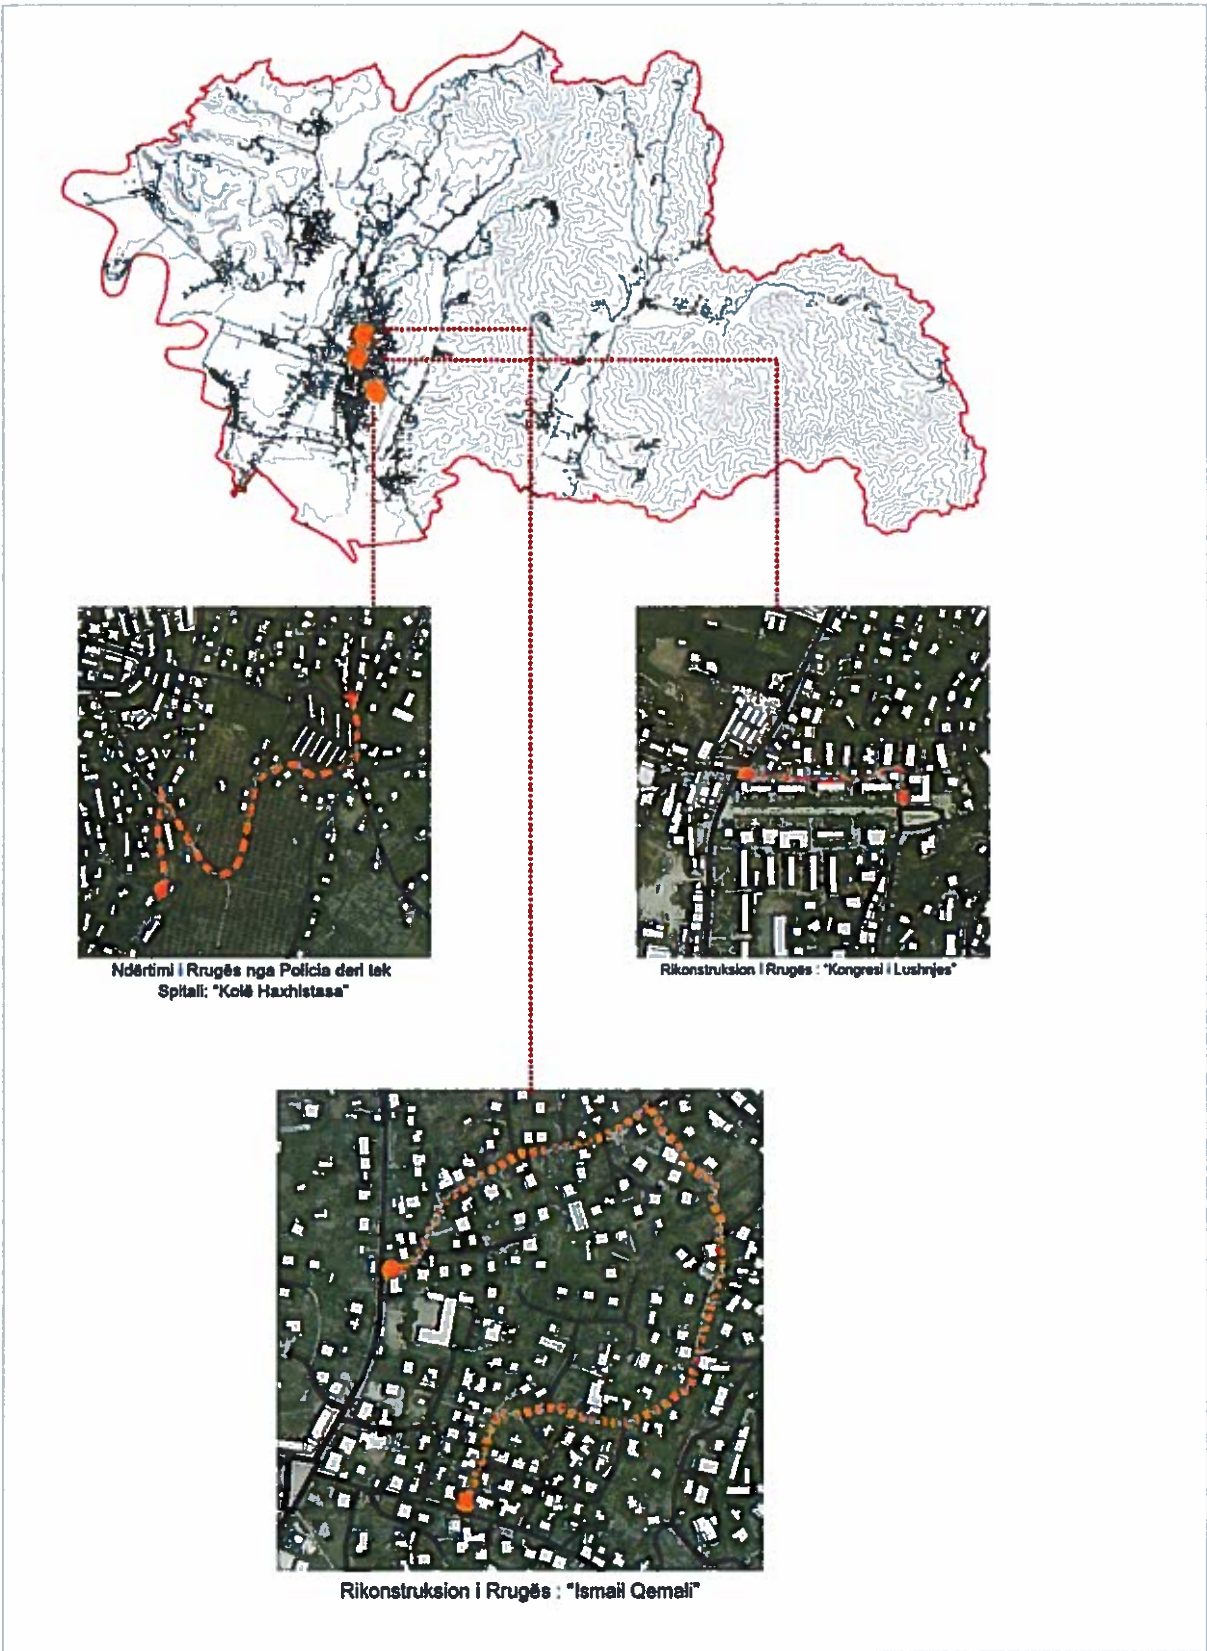 Ndërtimi i Rrugës nga Policia deri tek
Spitali: "Kolë Haxhistasa"
Rikonstruksion i Rrugës : "Kongresi i Lushnjes"
Rikonstruksion i Rrugës : "Ismail Qemali"